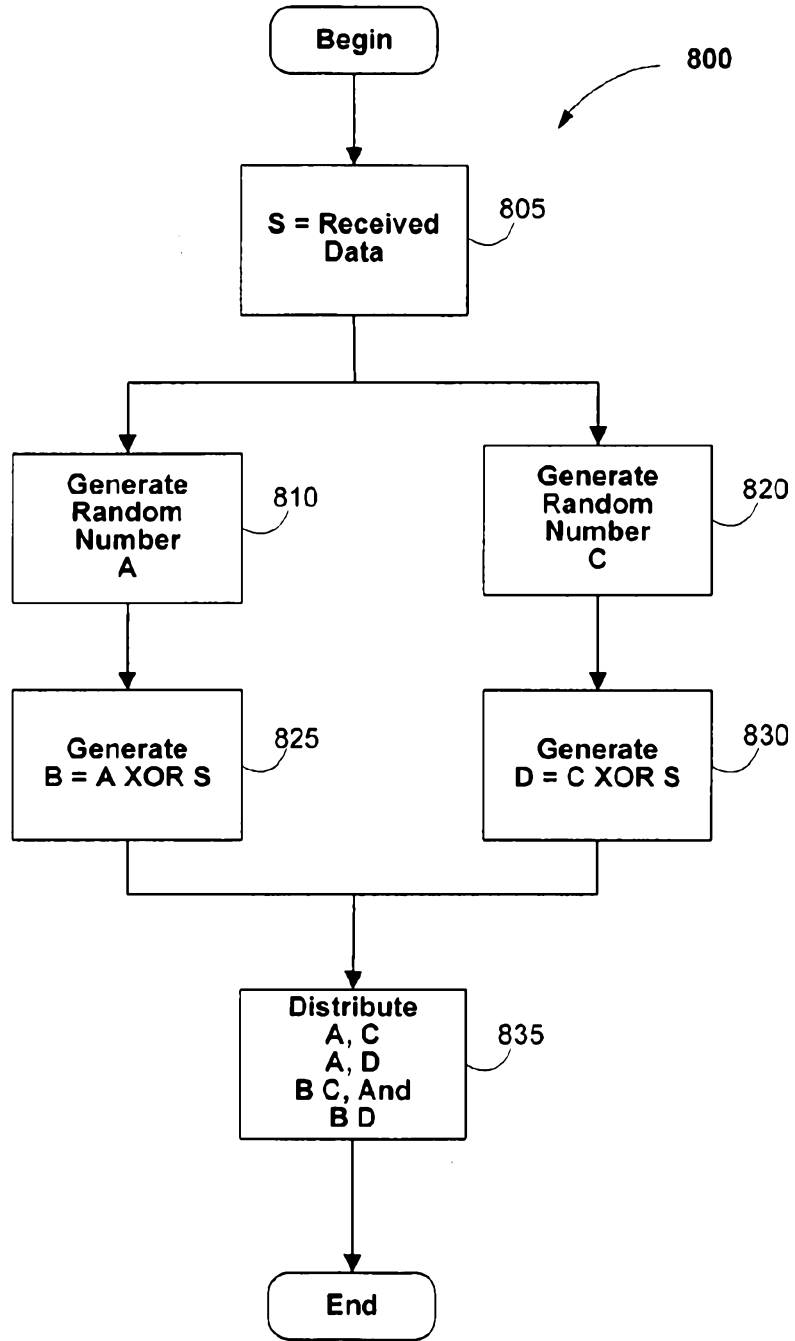 Begin
800
S = Received
Data
805
Generate
Random
Number
A
810
Generate
Random
Number
C
820
Generate
B = A XOR S
825
Generate
D = C XOR S
830
Distribute
A, C
A, D
B C, And
B D
835
End